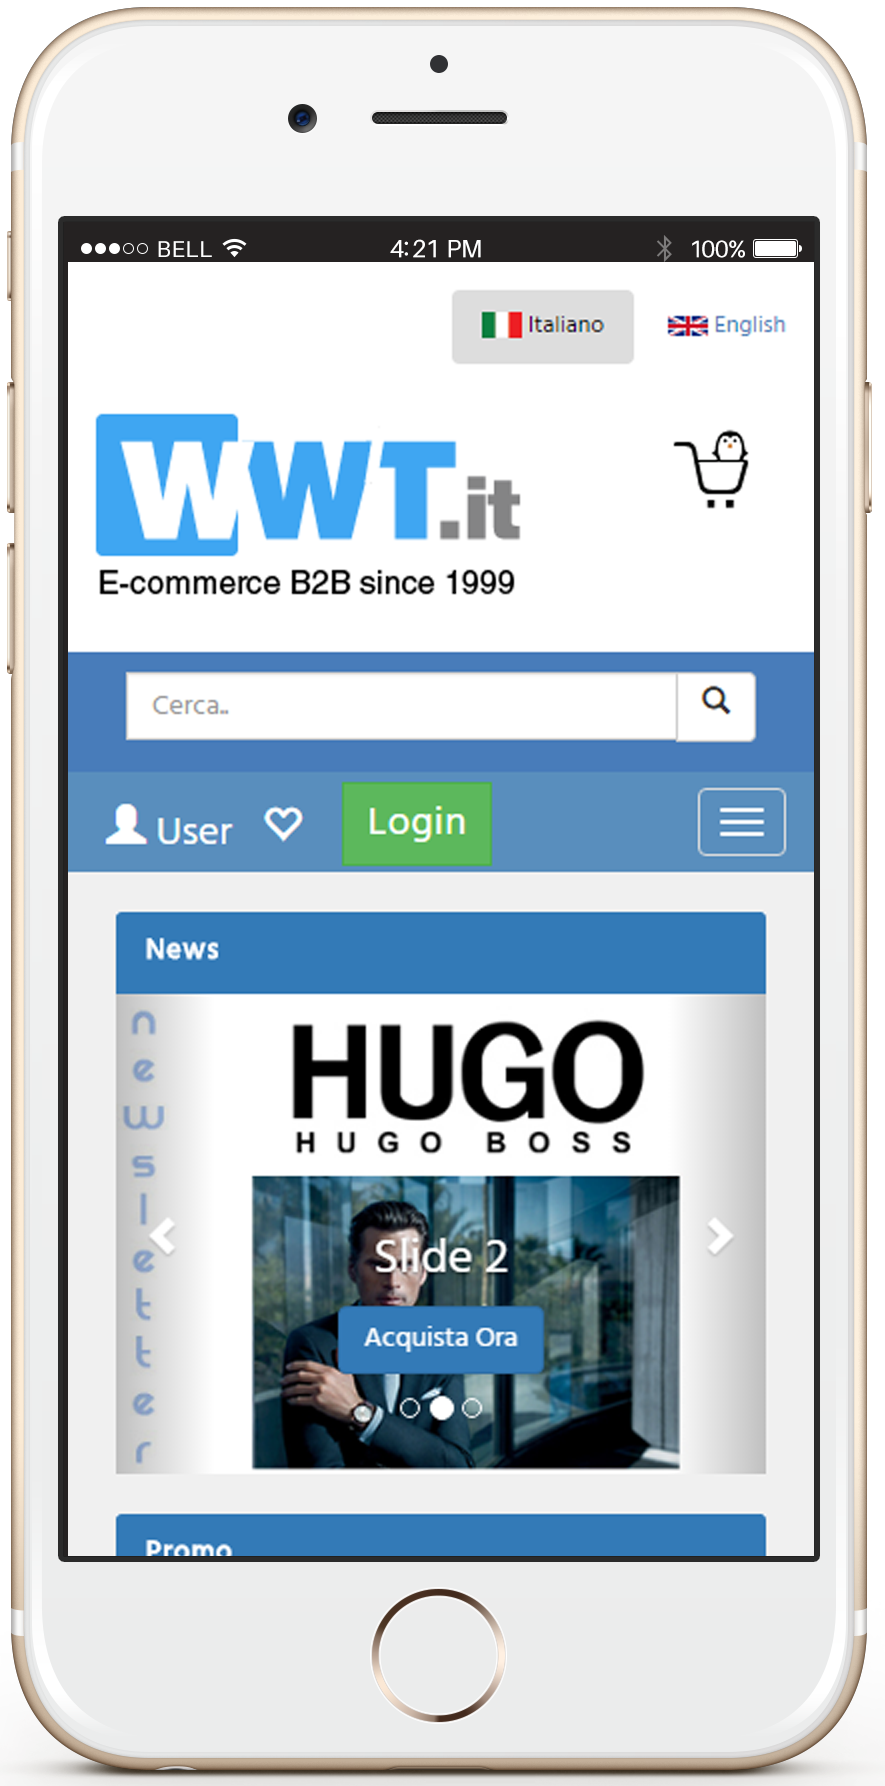 BELL 4:21 PM 100%
Italiano English
WWT.it
E-commerce B2B since 1999
Cerca..
User Login
News
newsletter
HUGO
HUGO BOSS
Slide 2
Acquista Ora
Promo